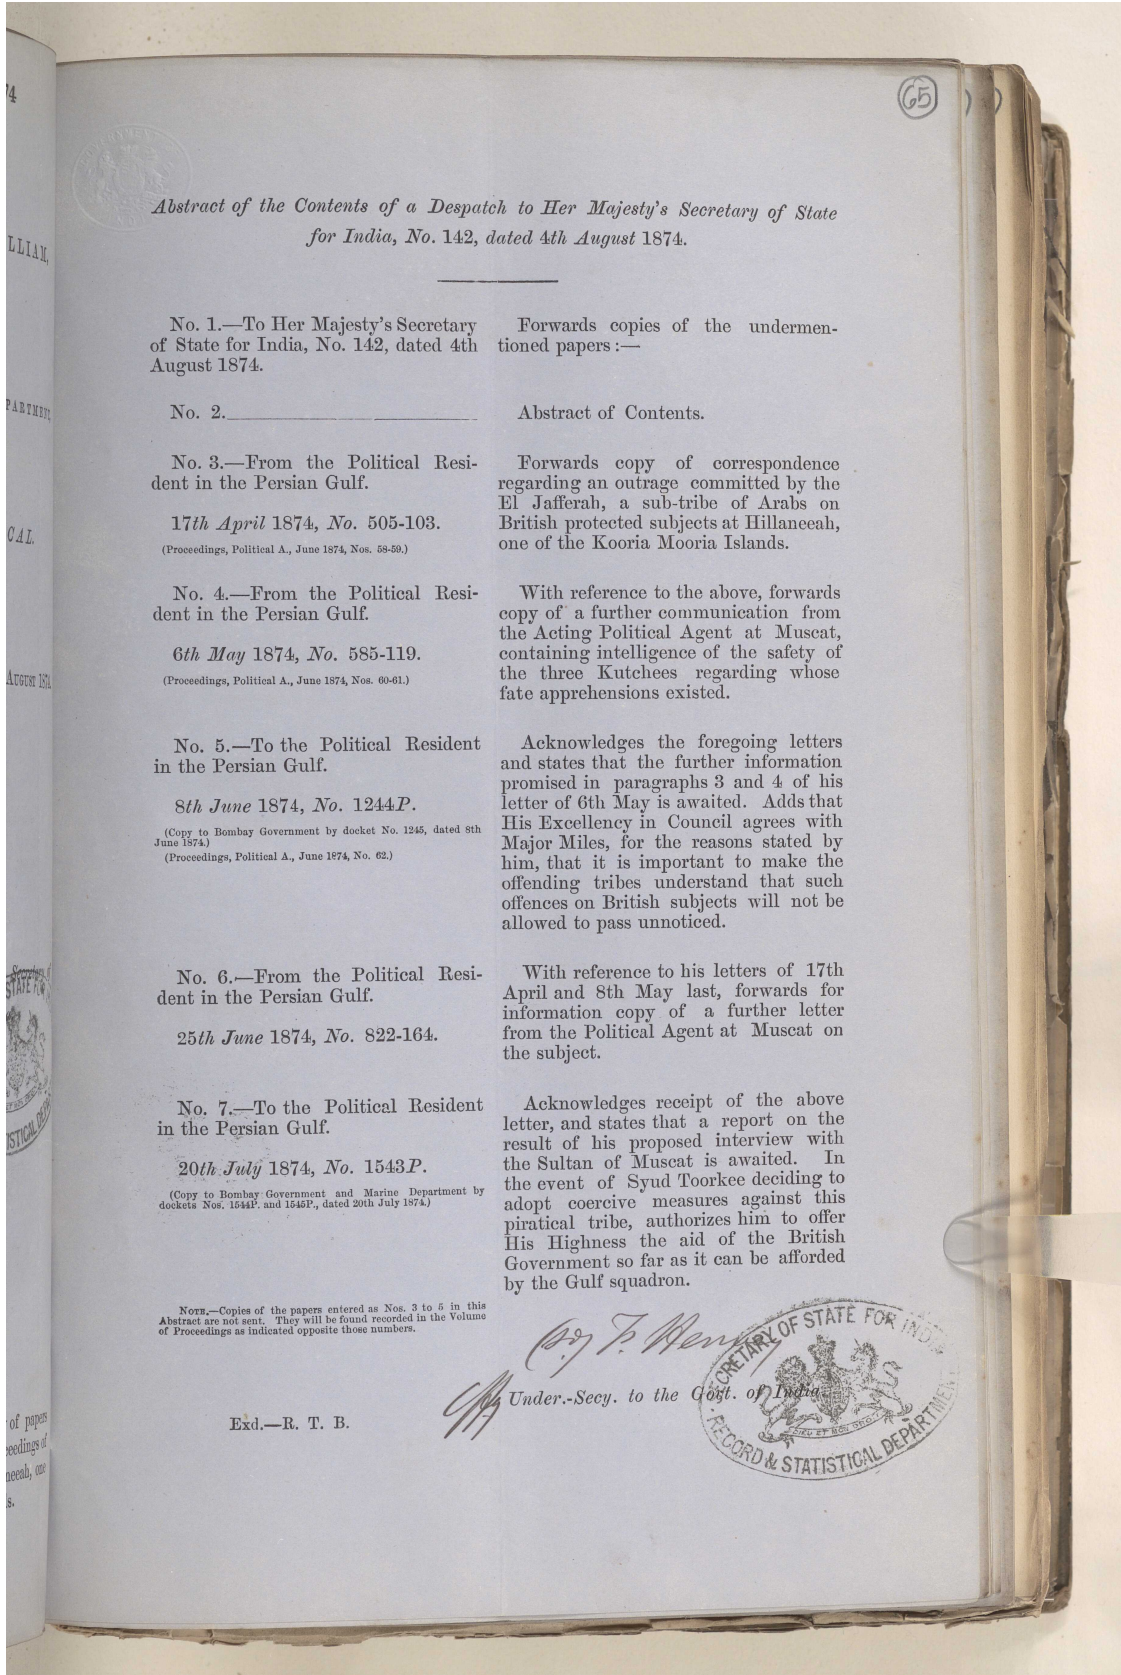 65
Abstract of the Contents of a Despatch to Her Majesty's Secretary of State
for India, No. 142, dated 4th August 1874.
No. 1.—To Her Majesty's Secretary
of State for India, No. 142, dated 4th
August 1874.
Forwards copies of the undermen-
tioned papers :—
No. 2.
Abstract of Contents.
No. 3.—From the Political Resi-
dent in the Persian Gulf.
17th April 1874, No. 505-103.
(Proceedings, Political A., June 1874, Nos. 58-59.)
Forwards copy of correspondence
regarding an outrage committed by the
El Jafferah, a sub-tribe of Arabs on
British protected subjects at Hillaneeah,
one of the Kooria Mooria Islands.
No. 4.—From the Political Resi-
dent in the Persian Gulf.
6th May 1874, No. 585-119.
(Proceedings, Political A., June 1874, Nos. 60-61.)
With reference to the above, forwards
copy of a further communication from
the Acting Political Agent at Muscat,
containing intelligence of the safety of
the three Kutchees regarding whose
fate apprehensions existed.
No. 5.—To the Political Resident
in the Persian Gulf.
8th June 1874, No. 1244P.
(Copy to Bombay Government by docket No. 1245, dated 8th
June 1874.)
(Proceedings, Political A., June 1874, No. 62.)
Acknowledges the foregoing letters
and states that the further information
promised in paragraphs 3 and 4 of his
letter of 6th May is awaited. Adds that
His Excellency in Council agrees with
Major Miles, for the reasons stated by
him, that it is important to make the
offending tribes understand that such
offences on British subjects will not be
allowed to pass unnoticed.
No. 6.—From the Political Resi-
dent in the Persian Gulf.
25th June 1874, No. 822-164.
With reference to his letters of 17th
April and 8th May last, forwards for
information copy of a further letter
from the Political Agent at Muscat on
the subject.
No. 7.—To the Political Resident
in the Persian Gulf.
20th July 1874, No. 1543P.
(Copy to Bombay Government and Marine Department by
dockets Nos. 1544P. and 1545P., dated 20th July 1874.)
Acknowledges receipt of the above
letter, and states that a report on the
result of his proposed interview with
the Sultan of Muscat is awaited. In
the event of Syud Toorkee deciding to
adopt coercive measures against this
piratical tribe, authorizes him to offer
His Highness the aid of the British
Government so far as it can be afforded
by the Gulf squadron.
NOTE.—Copies of the papers entered as Nos. 3 to 5 in this
Abstract are not sent. They will be found recorded in the Volume
of Proceedings as indicated opposite those numbers.
(Sd) F. Henvey
Under.-Secy. to the Govt. of India
Exd.—R. T. B.
SECRETARY OF STATE FOR INDIA
DIEU ET MON DROIT
RECORD & STATISTICAL DEPARTMENT